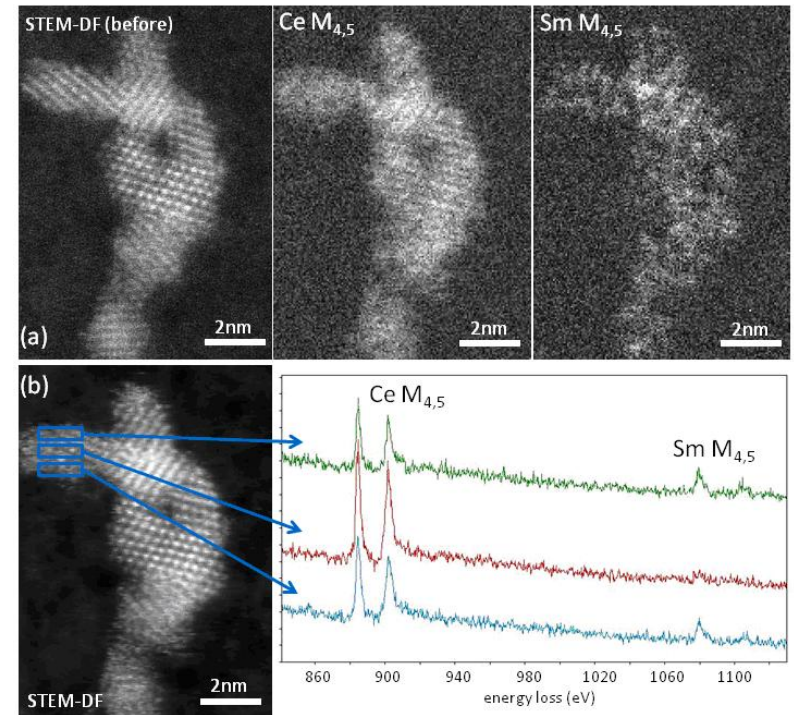 STEM-DF (before)
Ce M4,5
Sm M4,5
(a)
2nm
2nm
2nm
(b)
Ce M4,5
Sm M4,5
STEM-DF
2nm
860 900 940 980 1020 1060 1100
energy loss (eV)